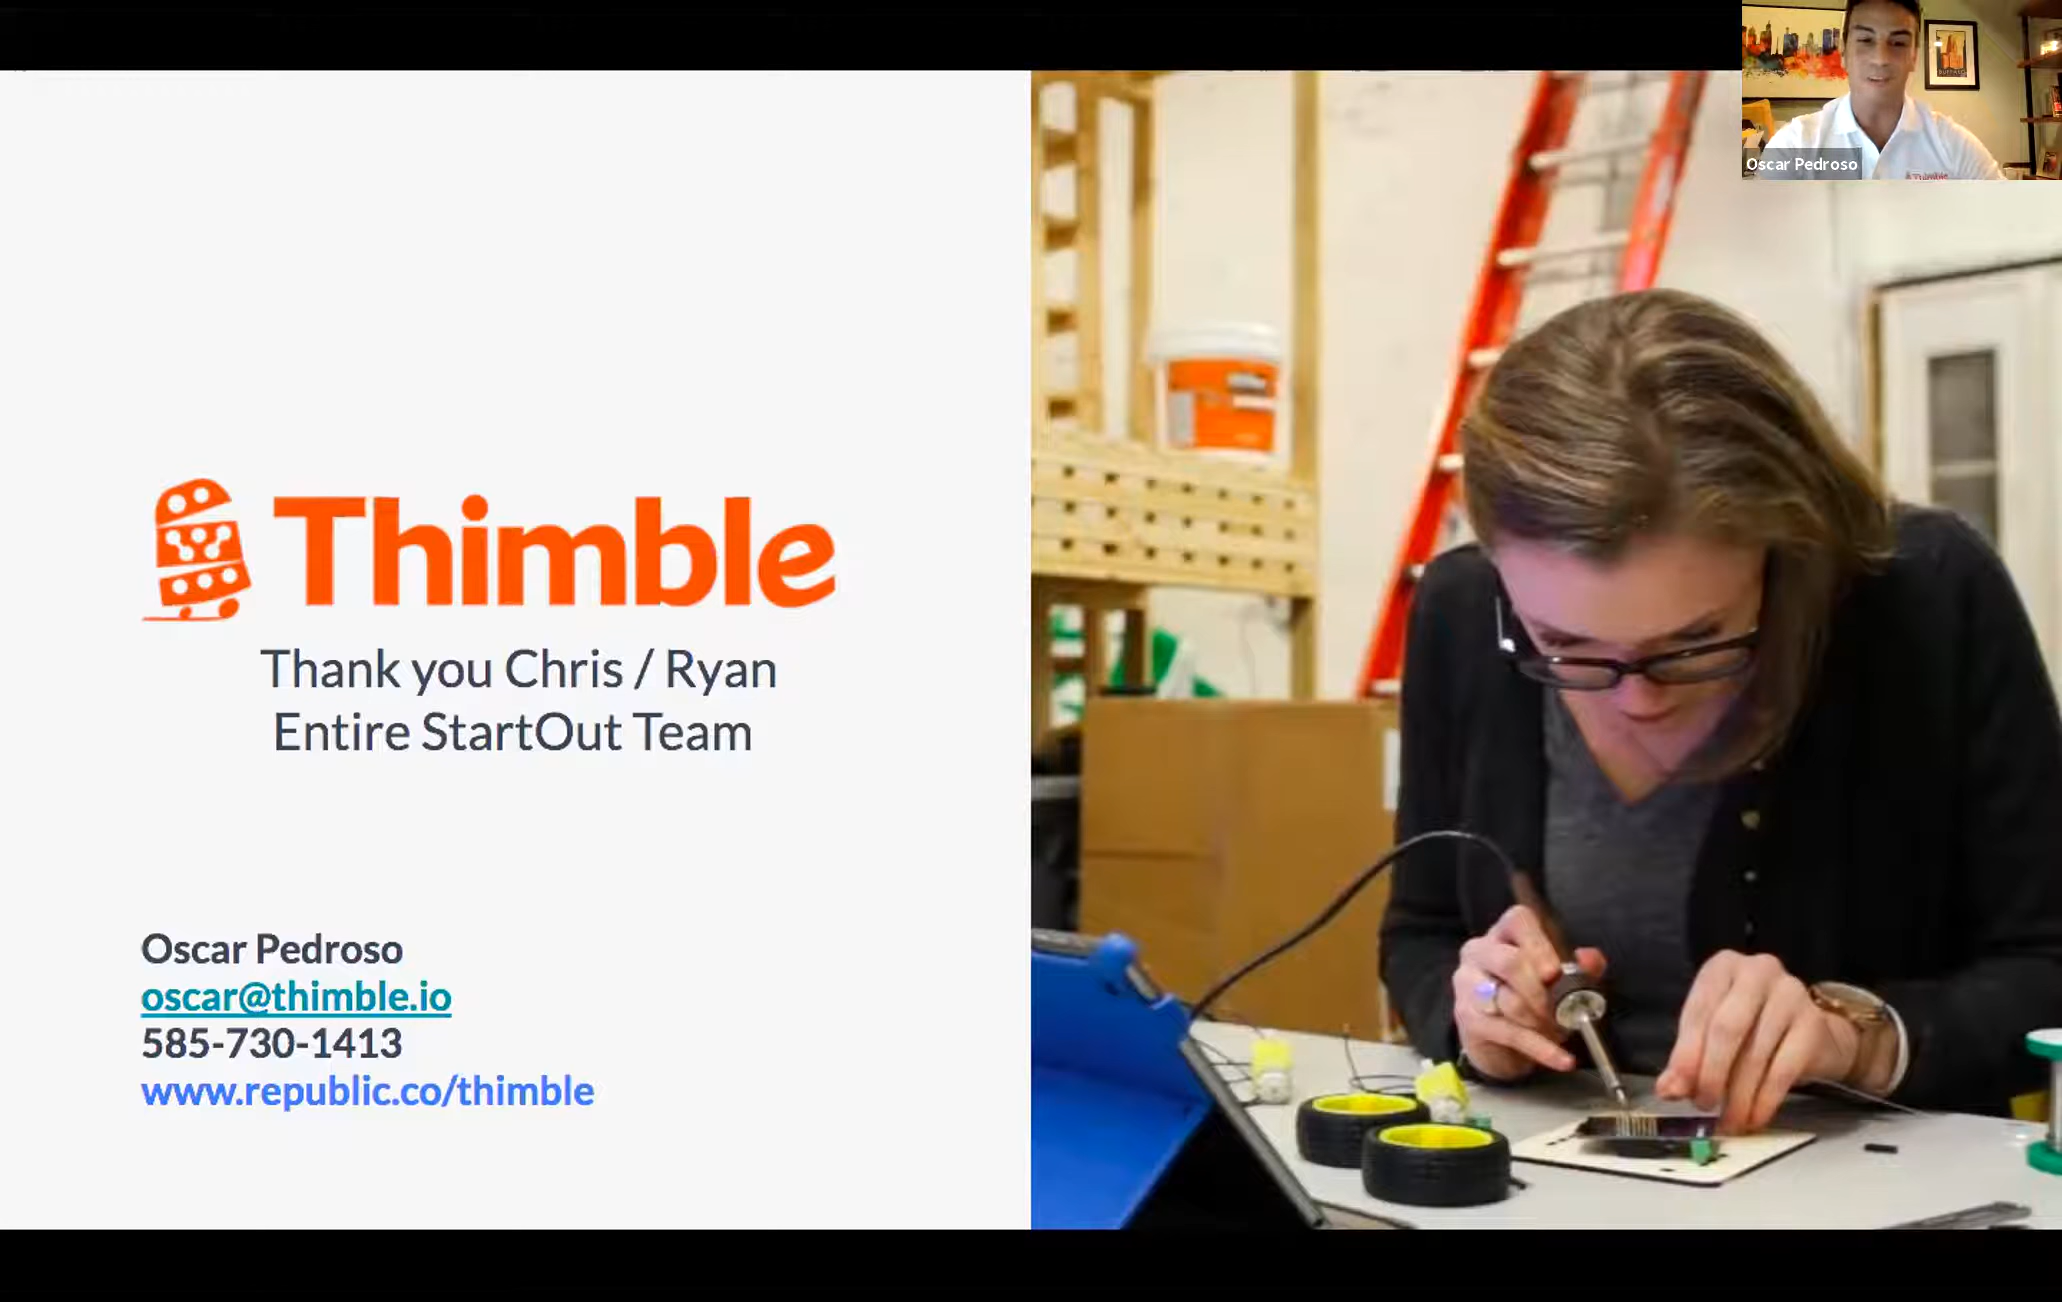 Oscar Pedroso
Thimble
Thimble
Thank you Chris / Ryan
Entire StartOut Team
Oscar Pedroso
oscar@thimble.io
585-730-1413
www.republic.co/thimble